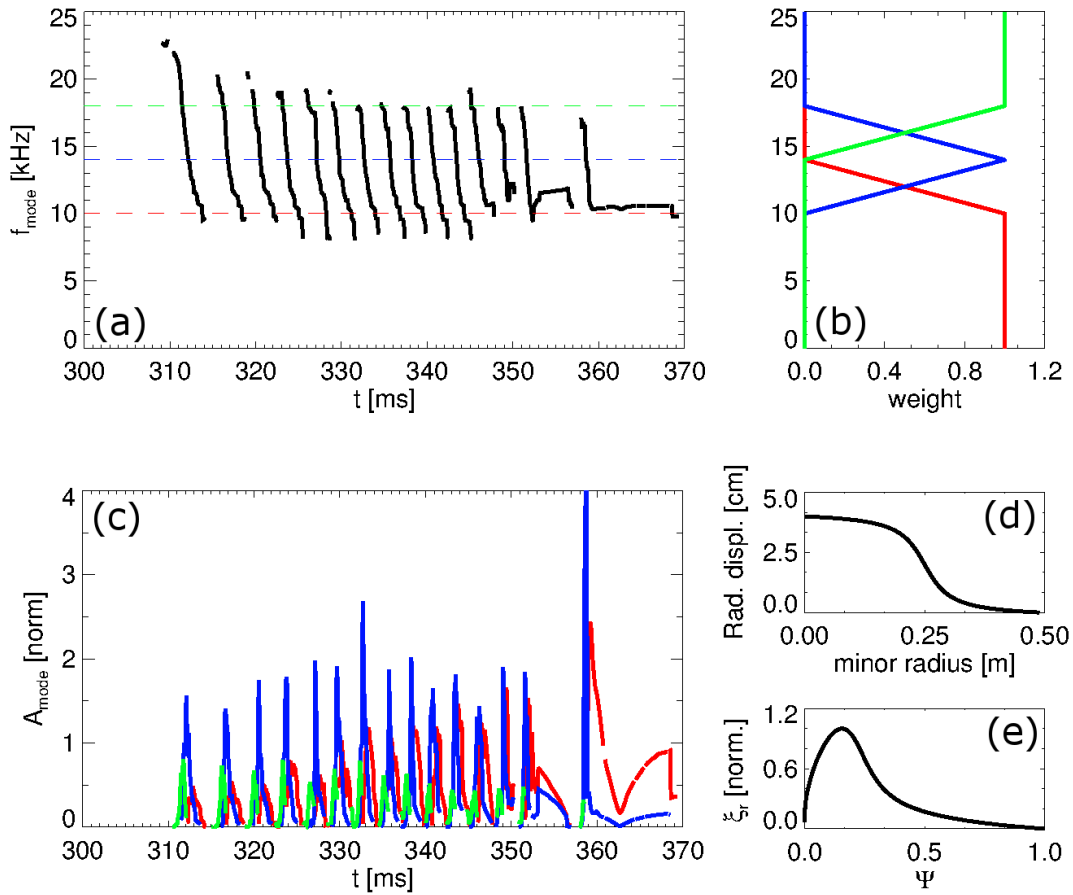 25
20
15
10
5
0
f_mode [kHz]
(a)
300 310 320 330 340 350 360 370
t [ms]
25
20
15
10
5
0
(b)
0.0 0.4 0.8 1.2
weight
4
3
2
1
0
A_mode [norm]
(c)
300 310 320 330 340 350 360 370
t [ms]
5.0
2.5
0.0
Rad. displ. [cm]
(d)
0.00 0.25 0.50
minor radius [m]
1.2
0.6
0.0
ξ_r [norm.]
(e)
0.0 0.5 1.0
Ψ